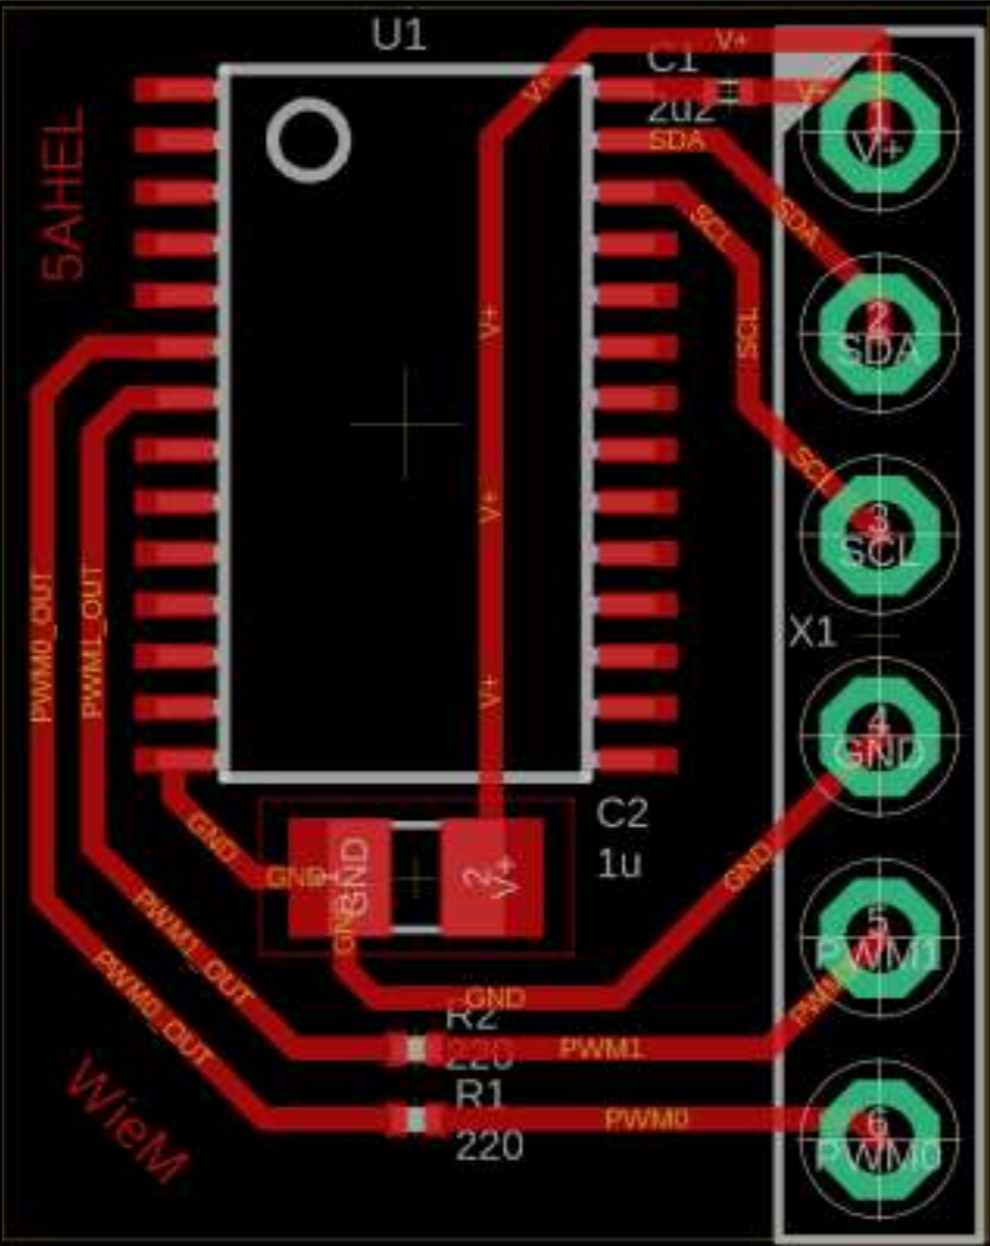 U1
V+
C1
V+
V+
2u2
1
V+
SDA
5AHEL
SCL
SDA
2
SDA
V+
SCL
SCL
V+
3
SCL
PWM0_OUT
PWM1_OUT
X1
V+
4
GND
C2
1u
GND
GND
GND
GND
2
V+
GND
PWM1_OUT
5
PWM1
PWM0_OUT
GND
R2
220
PWM1
WieM
R1
220
PWM0
6
PWM0